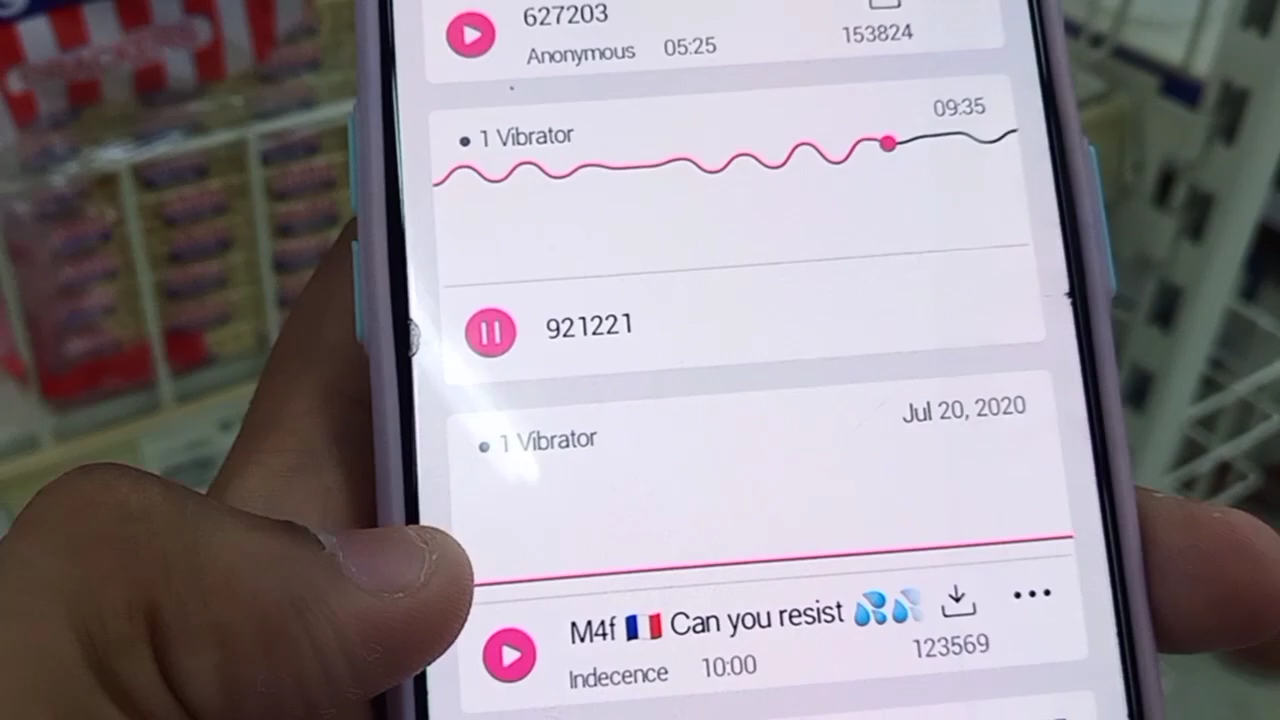 627203
Anonymous 05:25
153824
1 Vibrator
09:35
921221
1 Vibrator
Jul 20, 2020
M4f 🇫🇷 Can you resist 💦💦
Indecence 10:00
123569